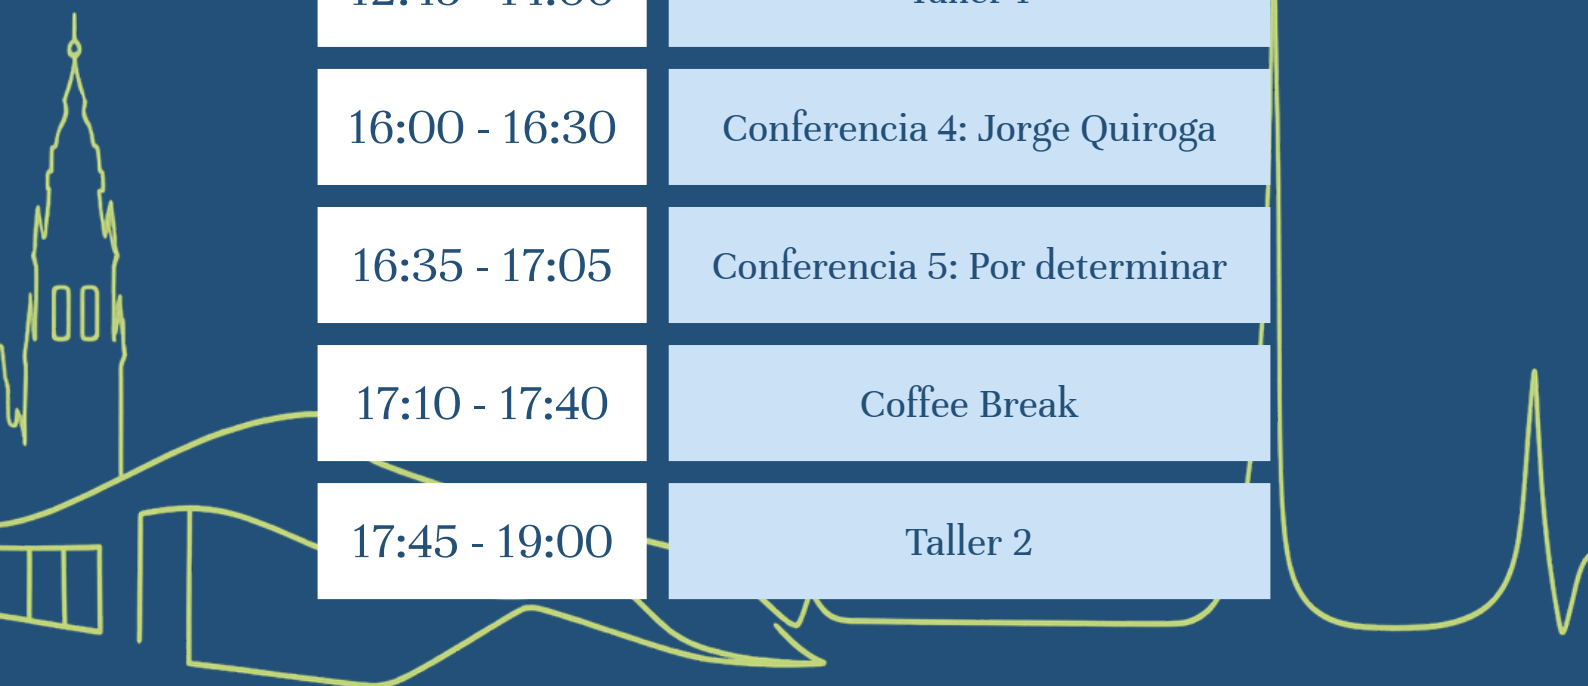 16:00 - 16:30 Conferencia 4: Jorge Quiroga
16:35 - 17:05 Conferencia 5: Por determinar
17:10 - 17:40 Coffee Break
17:45 - 19:00 Taller 2